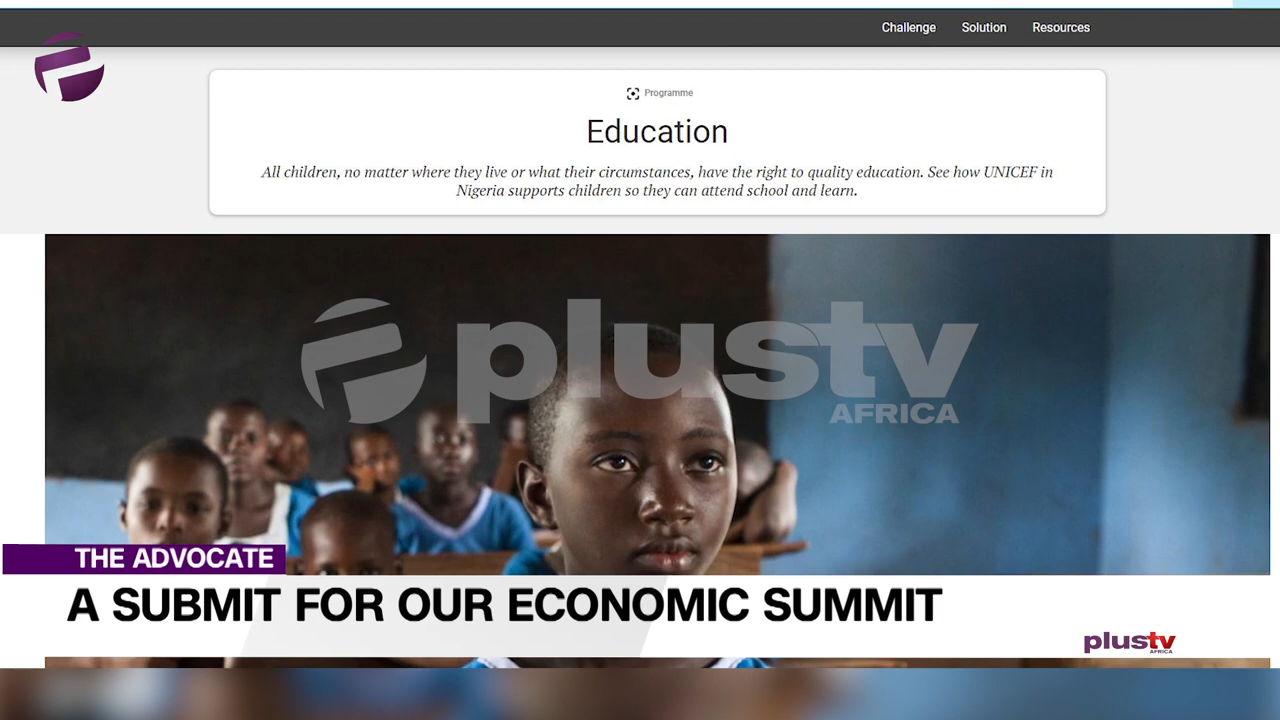 Challenge Solution Resources
Programme
Education
All children, no matter where they live or what their circumstances, have the right to quality education. See how UNICEF in
Nigeria supports children so they can attend school and learn.
plustv
AFRICA
THE ADVOCATE
A SUBMIT FOR OUR ECONOMIC SUMMIT
plustv
AFRICA